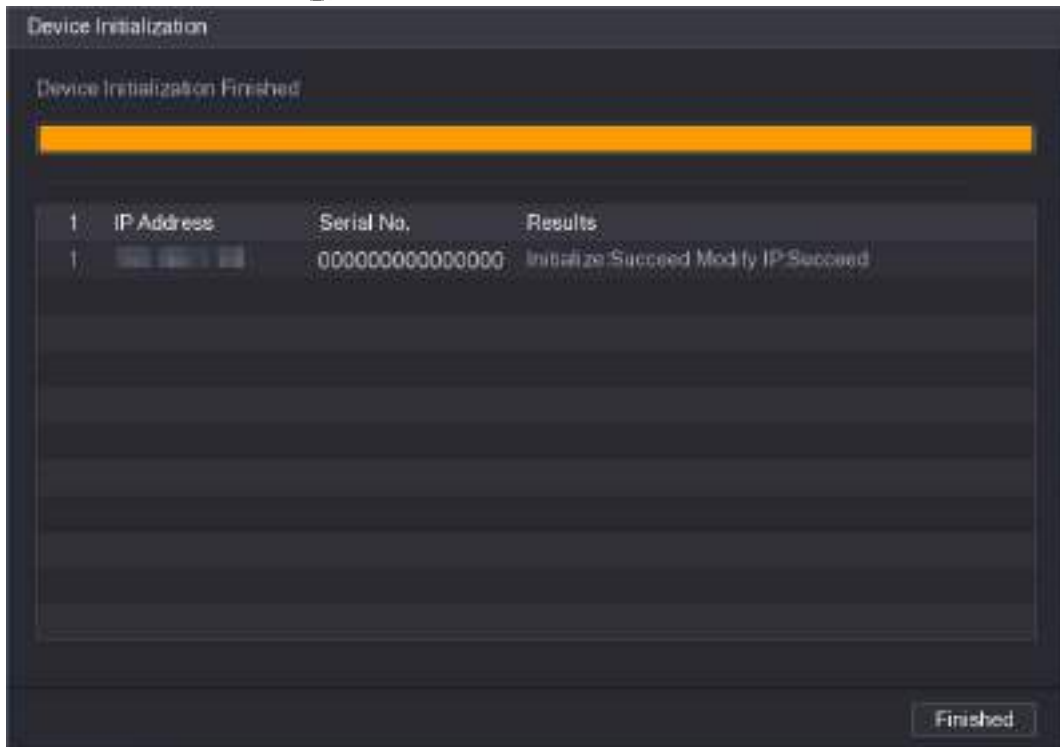 Device Initialization
Device Initialization Finished
1 IP Address Serial No. Results
1 000000000000000 Initialize:Succeed Modify IP:Succeed
Finished